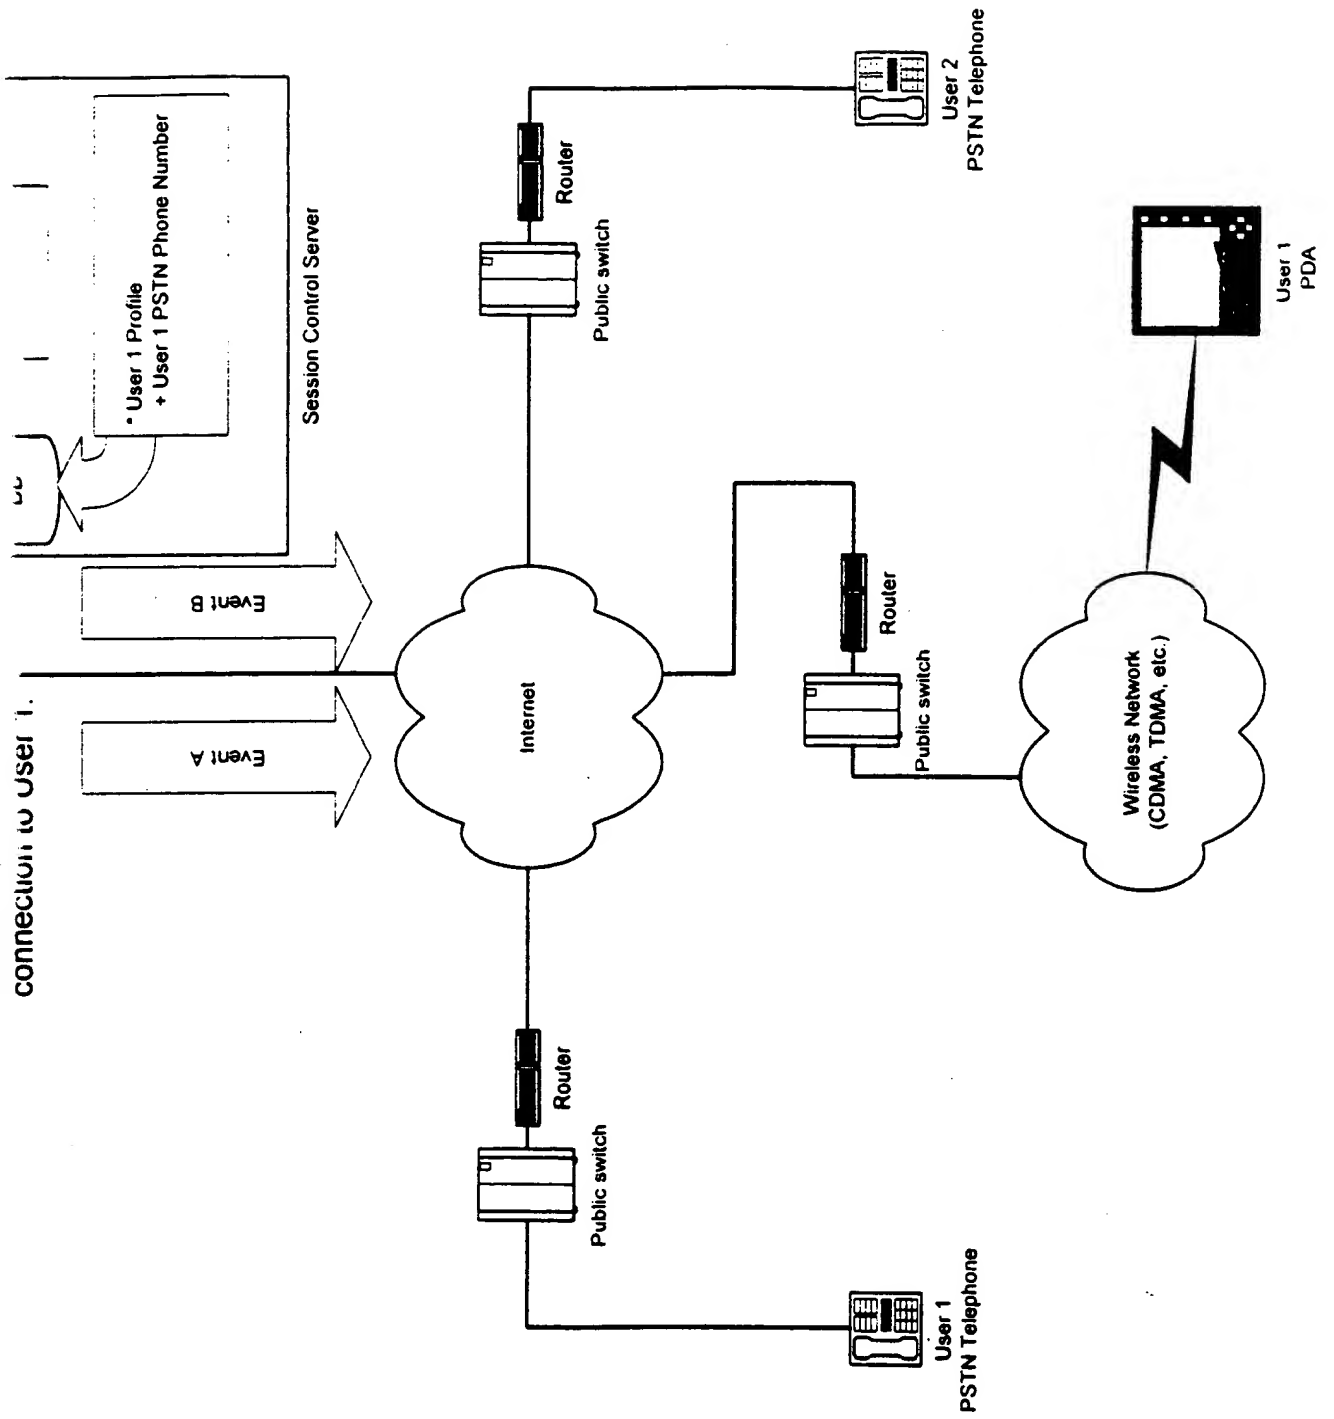 connection to User 1.
Event A
Event B
* User 1 Profile
+ User 1 PSTN Phone Number
Session Control Server
Internet
Router
Public switch
User 1
PSTN Telephone
Router
Public switch
User 2
PSTN Telephone
Router
Public switch
Wireless Network
(CDMA, TDMA, etc.)
User 1
PDA